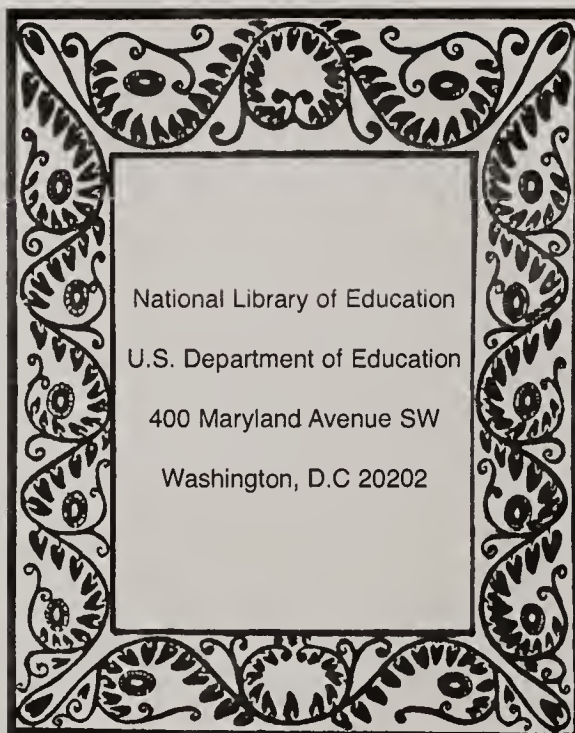 National Library of Education
U.S. Department of Education
400 Maryland Avenue SW
Washington, D.C 20202